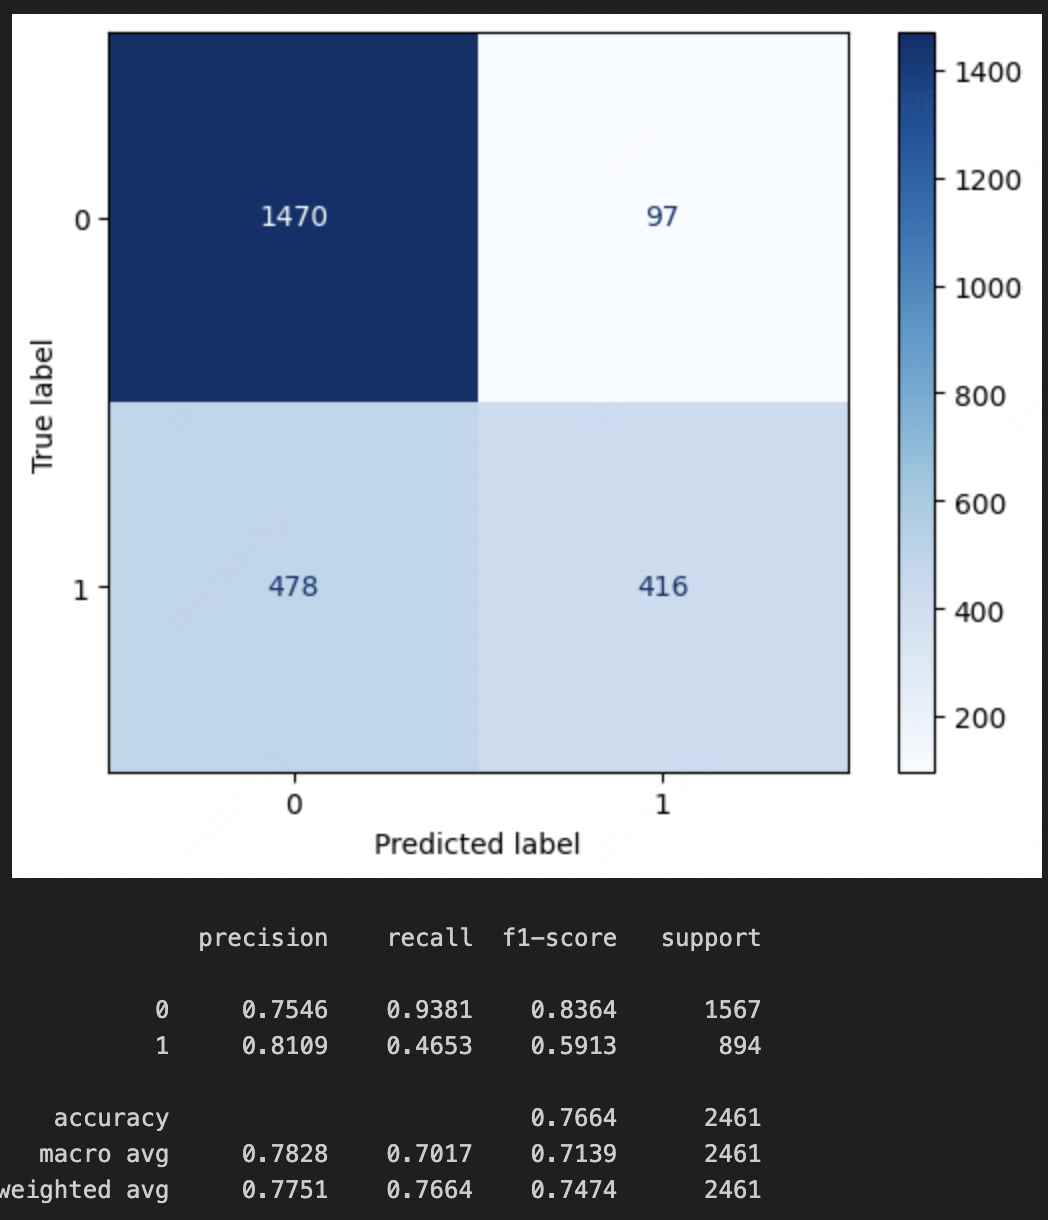 1470
97
478
416
0
1
True label
0
1
Predicted label
1400
1200
1000
800
600
400
200
precision recall f1-score support
0 0.7546 0.9381 0.8364 1567
1 0.8109 0.4653 0.5913 894
accuracy 0.7664 2461
macro avg 0.7828 0.7017 0.7139 2461
weighted avg 0.7751 0.7664 0.7474 2461